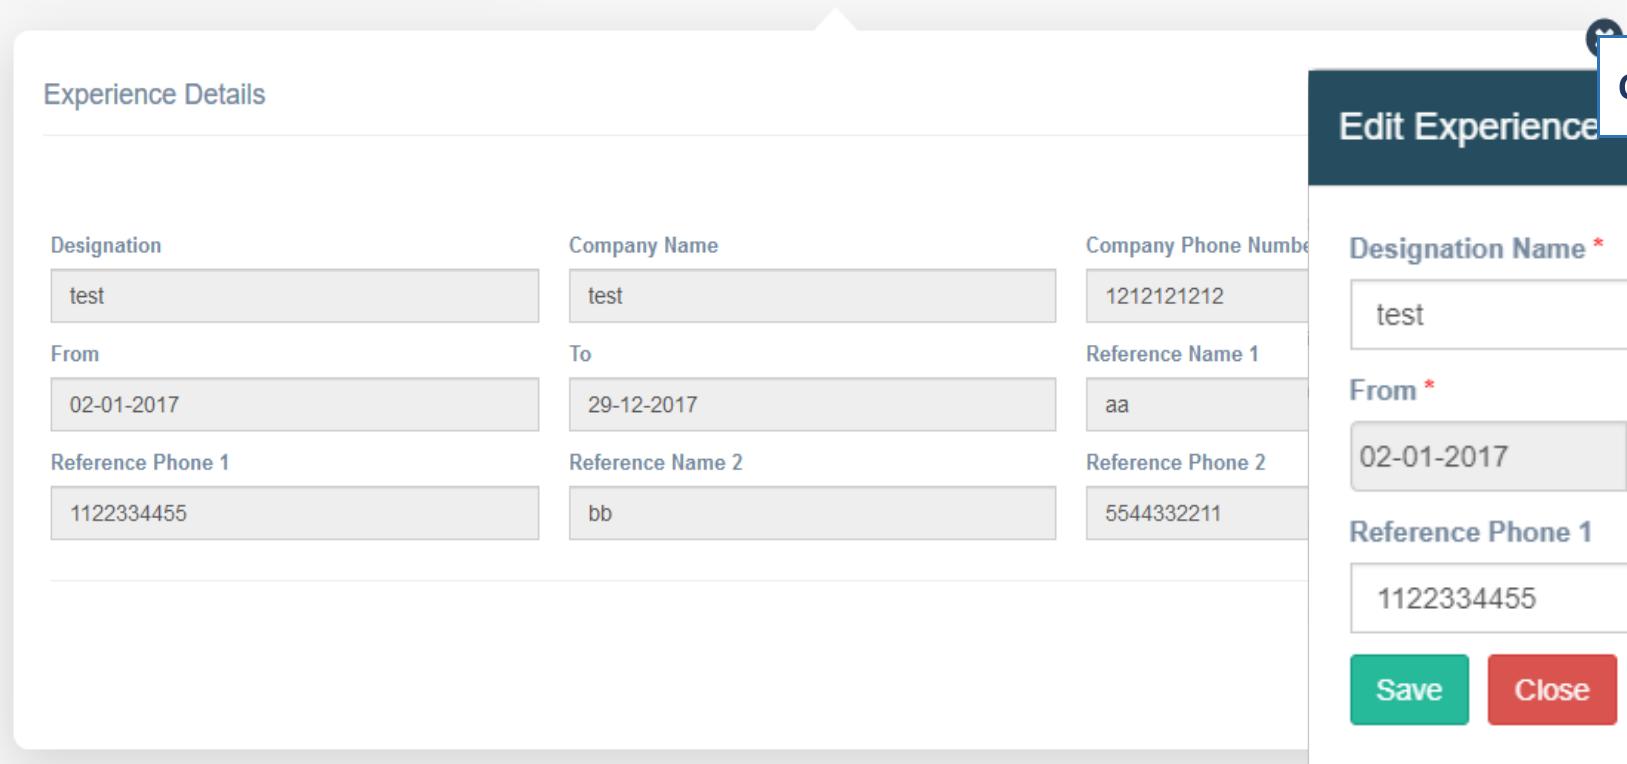 Experience Details
Designation
Company Name
Company Phone Numbe
test
test
1212121212
From
To
Reference Name 1
02-01-2017
29-12-2017
aa
Reference Phone 1
Reference Name 2
Reference Phone 2
1122334455
bb
5544332211
Edit Experience
Designation Name *
test
From *
02-01-2017
Reference Phone 1
1122334455
Save Close